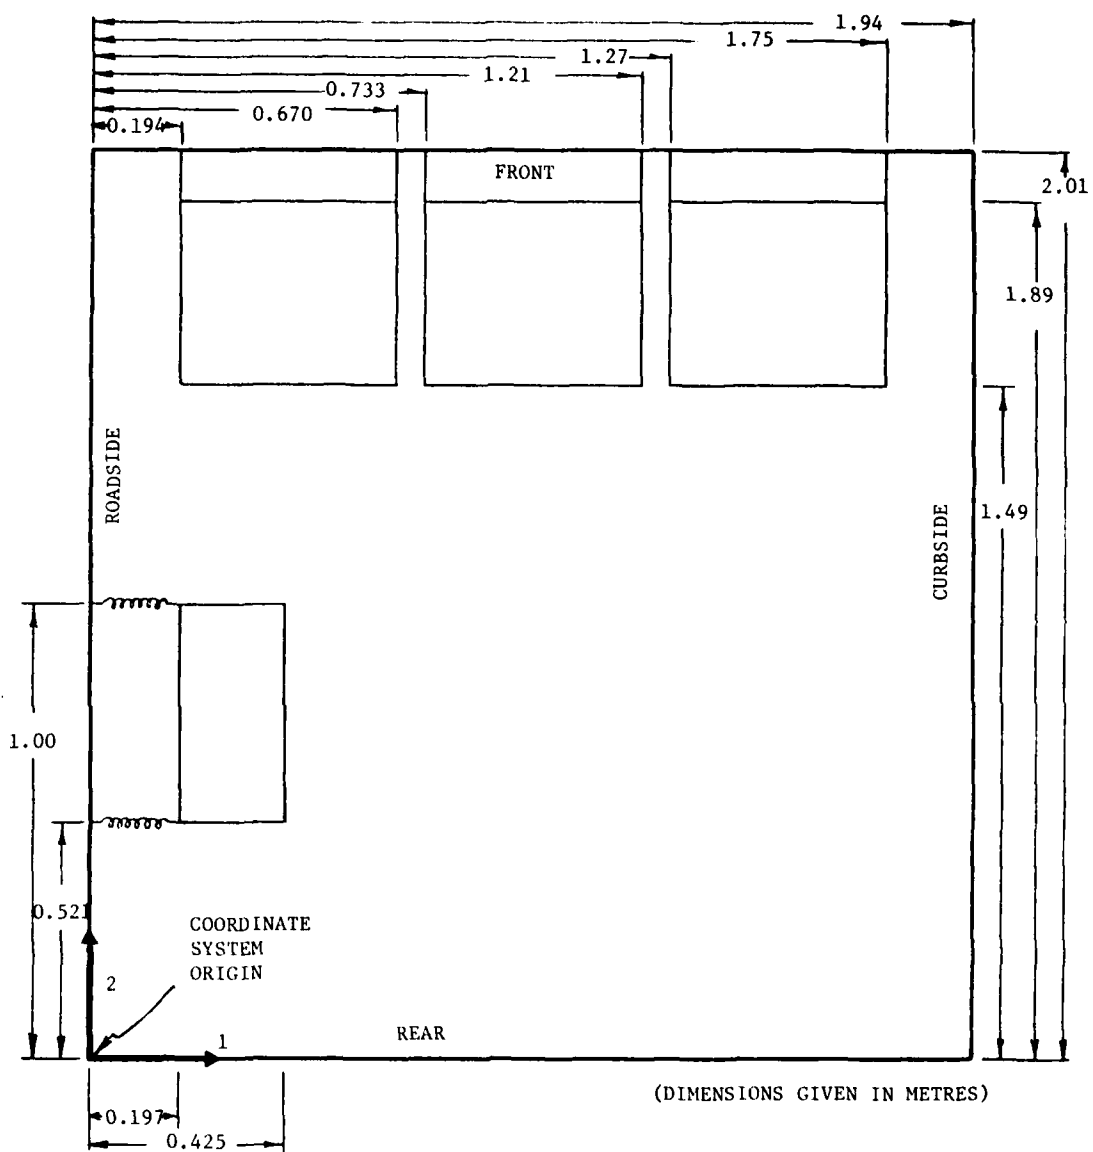 1.94
1.75
1.27
1.21
0.733
0.670
0.194
FRONT
2.01
1.89
ROADSIDE
CURBSIDE
1.49
1.00
0.521
COORDINATE
SYSTEM
ORIGIN
2
1
REAR
(DIMENSIONS GIVEN IN METRES)
0.197
0.425